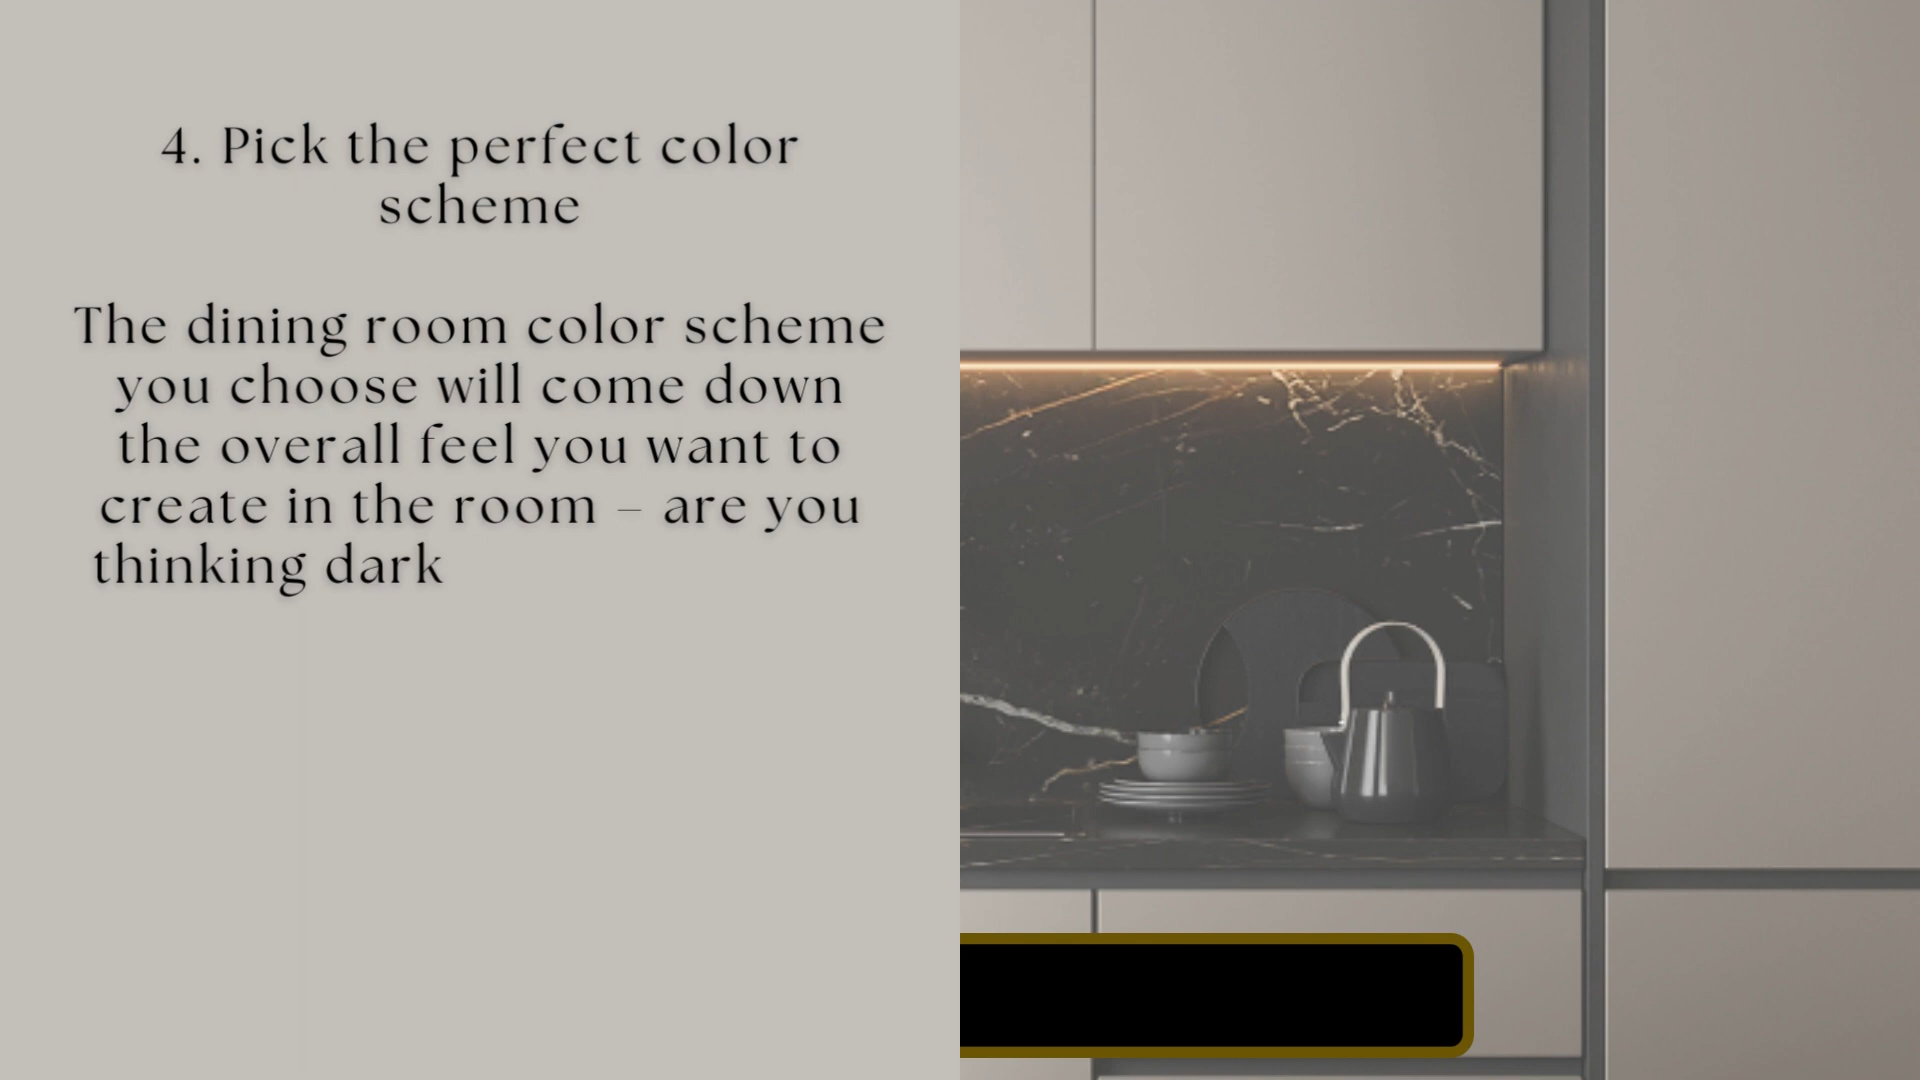 4. Pick the perfect color
scheme
The dining room color scheme
you choose will come down
the overall feel you want to
create in the room – are you
thinking dark